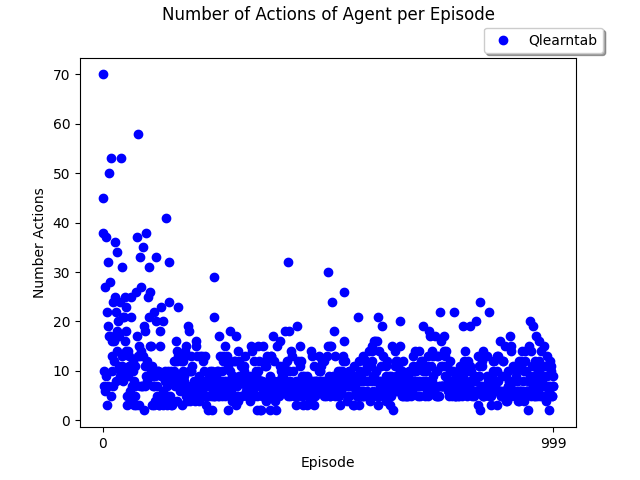 Number of Actions of Agent per Episode
Qlearntab
70
60
50
40
30
20
10
0
Number Actions
0 999
Episode